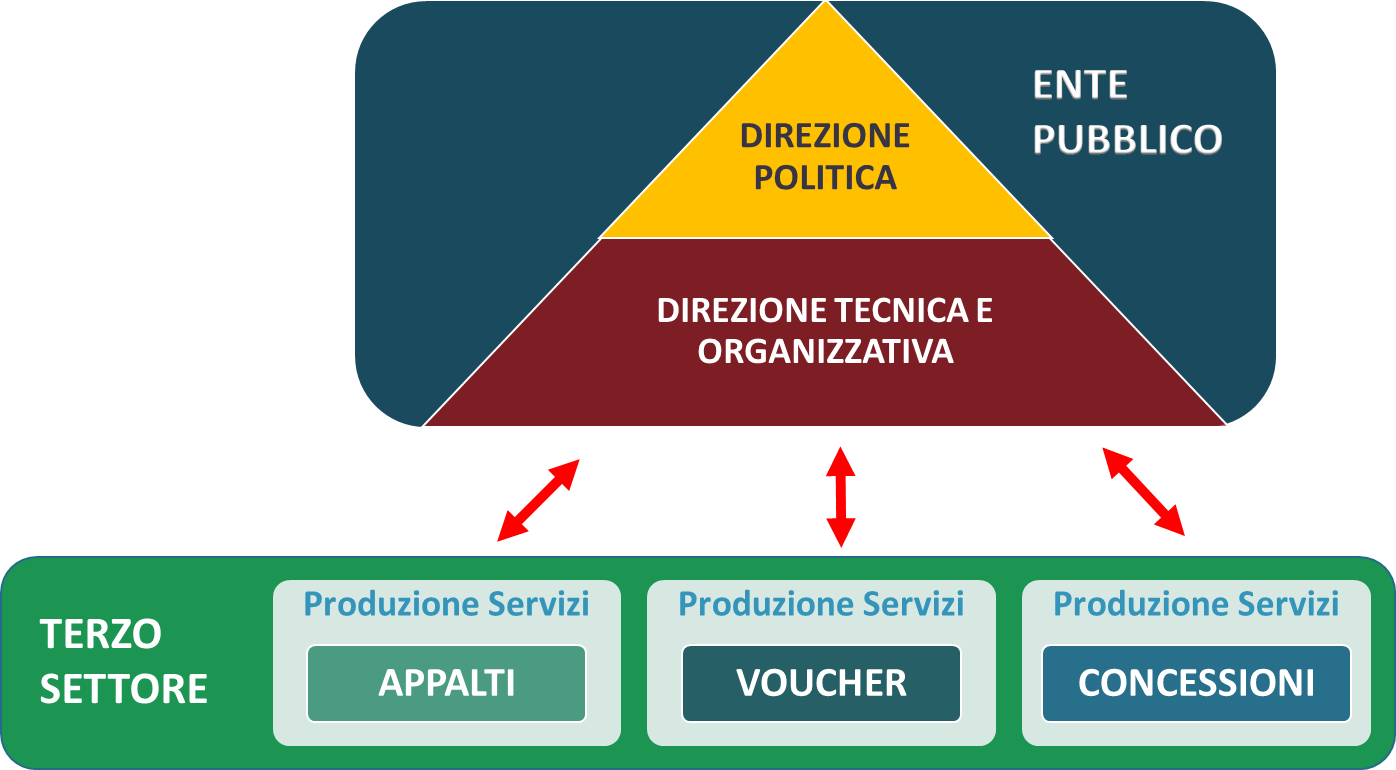 ENTE
PUBBLICO
DIREZIONE
POLITICA
DIREZIONE TECNICA E
ORGANIZZATIVA
TERZO
SETTORE
Produzione Servizi
APPALTI
Produzione Servizi
VOUCHER
Produzione Servizi
CONCESSIONI